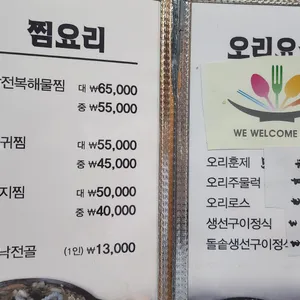 찜요리
전복해물찜 대 ₩65,000
중 ₩55,000
귀찜 대 ₩55,000
중 ₩45,000
지찜 대 ₩50,000
중 ₩40,000
낙전골 (1인) ₩13,000
오리요
WE WELCOME
오리훈제
오리주물럭
오리로스
생선구이정식
돌솥생선구이정식